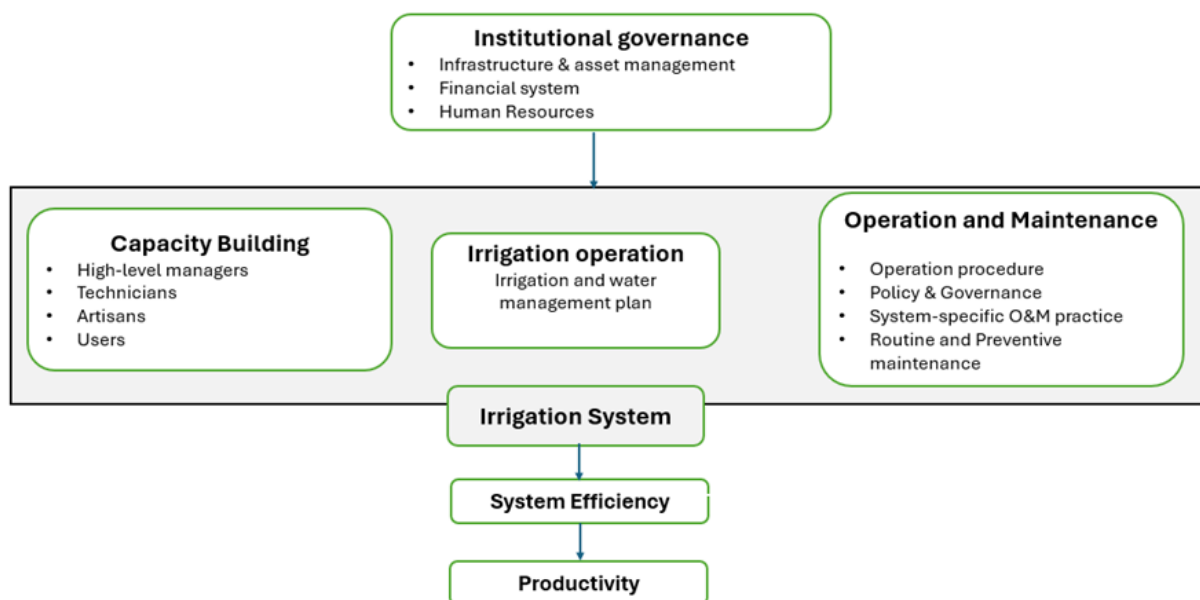 Institutional governance
• Infrastructure & asset management
• Financial system
• Human Resources
Capacity Building
• High-level managers
• Technicians
• Artisans
• Users
Irrigation operation
Irrigation and water
management plan
Operation and Maintenance
• Operation procedure
• Policy & Governance
• System-specific O&M practice
• Routine and Preventive
maintenance
Irrigation System
System Efficiency
Productivity